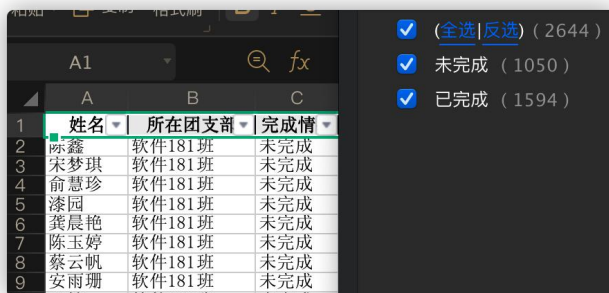 粘贴 复制 格式刷 B I U
A1 fx
A B C
1 姓名 所在团支部 完成情
2 陈鑫 软件181班 未完成
3 宋梦琪 软件181班 未完成
4 俞慧珍 软件181班 未完成
5 漆园 软件181班 未完成
6 龚晨艳 软件181班 未完成
7 陈玉婷 软件181班 未完成
8 蔡云帆 软件181班 未完成
9 安雨珊 软件181班 未完成
(全选|反选) (2644)
未完成 (1050)
已完成 (1594)